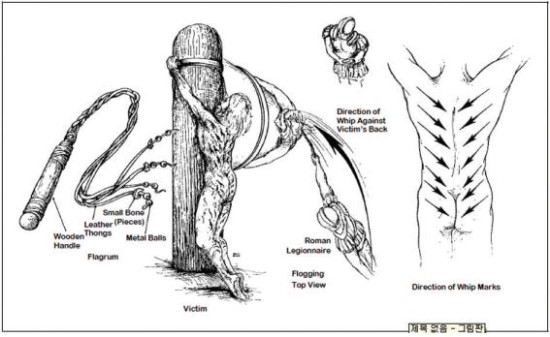 Wooden
Handle
Leather
Thongs
Small Bone
(Pieces)
Metal Balls
Flagrum
Victim
Direction of
Whip Against
Victim's Back
Roman
Legionnaire
Flogging
Top View
Direction of Whip Marks
제목 없음 - 그림판